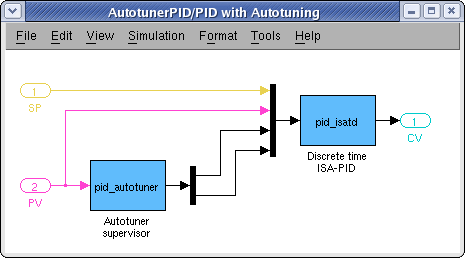 AutotunerPID/PID with Autotuning
File Edit View Simulation Format Tools Help
1
SP
pid_isatd
1
CV
Discrete time
ISA-PID
2
PV
pid_autotuner
Autotuner
supervisor